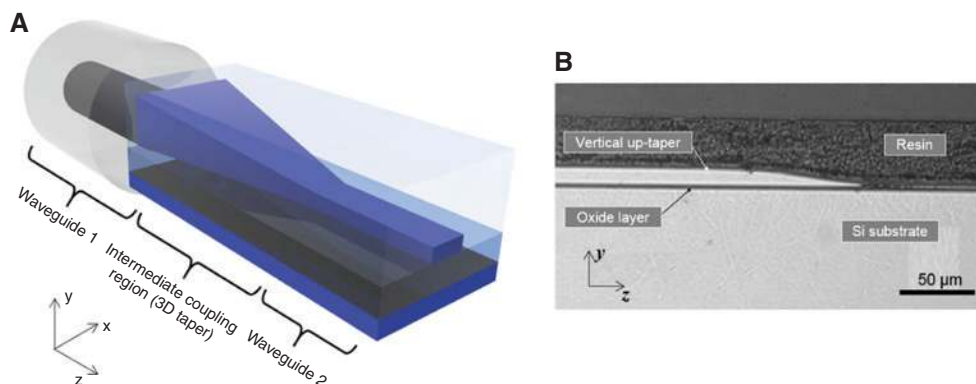 A
Waveguide 1
Intermediate coupling
region (3D taper)
Waveguide 2
y
x
z
B
Vertical up-taper
Resin
Oxide layer
Si substrate
y
z
50 µm